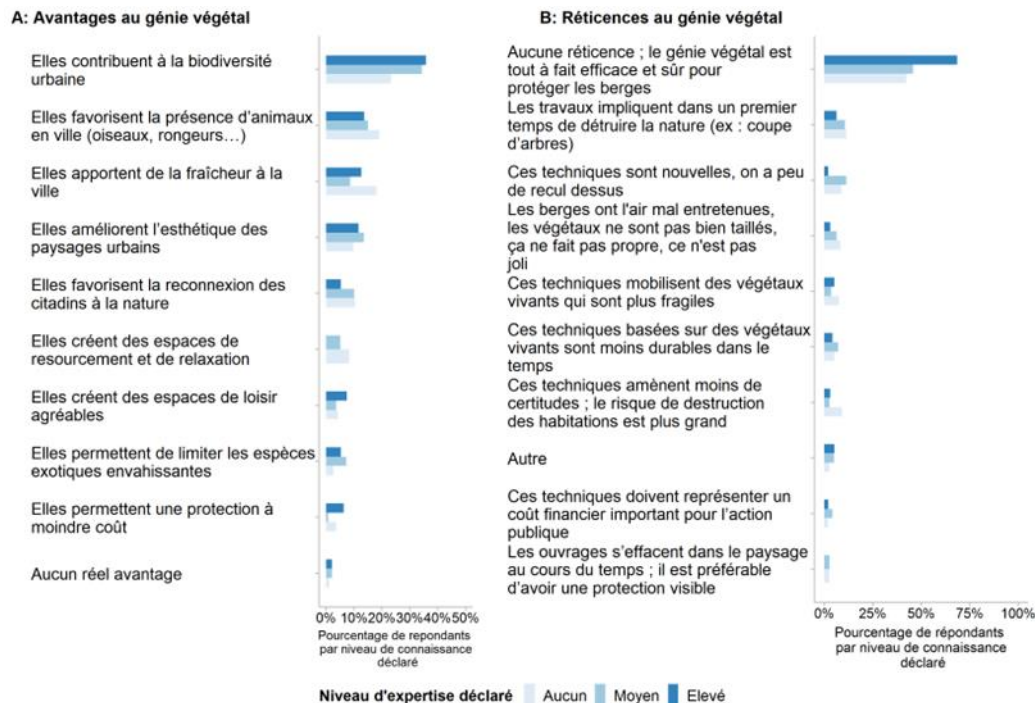 A: Avantages au génie végétal
Elles contribuent à la biodiversité
urbaine
Elles favorisent la présence d'animaux
en ville (oiseaux, rongeurs…)
Elles apportent de la fraîcheur à la
ville
Elles améliorent l'esthétique des
paysages urbains
Elles favorisent la reconnexion des
citadins à la nature
Elles créent des espaces de
resourcement et de relaxation
Elles créent des espaces de loisir
agréables
Elles permettent de limiter les espèces
exotiques envahissantes
Elles permettent une protection à
moindre coût
Aucun réel avantage
0% 10% 20% 30% 40% 50%
Pourcentage de repondants
par niveau de connaissance
déclaré
B: Réticences au génie végétal
Aucune réticence ; le génie végétal est
tout à fait efficace et sûr pour
protéger les berges
Les travaux impliquent dans un premier
temps de détruire la nature (ex : coupe
d'arbres)
Ces techniques sont nouvelles, on a peu
de recul dessus
Les berges ont l'air mal entretenues,
les végétaux ne sont pas bien taillés,
ça ne fait pas propre, ce n'est pas
joli
Ces techniques mobilisent des végétaux
vivants qui sont plus fragiles
Ces techniques basées sur des végétaux
vivants sont moins durables dans le
temps
Ces techniques amènent moins de
certitudes ; le risque de destruction
des habitations est plus grand
Autre
Ces techniques doivent représenter un
coût financier important pour l'action
publique
Les ouvrages s'effacent dans le paysage
au cours du temps ; il est préférable
d'avoir une protection visible
0% 25% 50% 75% 100%
Pourcentage de répondants
par niveau de connaissance
déclaré
Niveau d'expertise déclaré Aucun Moyen Elevé